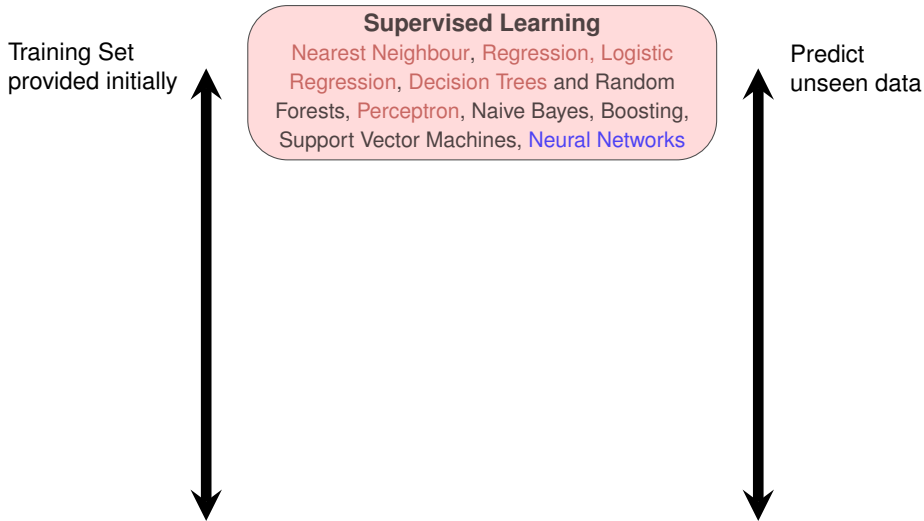 Training Set
provided initially
Supervised Learning
Nearest Neighbour, Regression, Logistic
Regression, Decision Trees and Random
Forests, Perceptron, Naive Bayes, Boosting,
Support Vector Machines, Neural Networks
Predict
unseen data